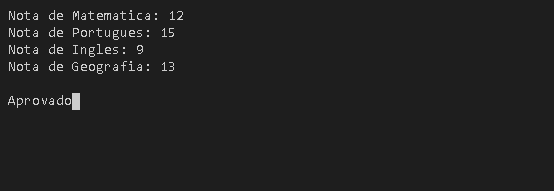 Nota de Matematica: 12
Nota de Portugues: 15
Nota de Ingles: 9
Nota de Geografia: 13
Aprovado